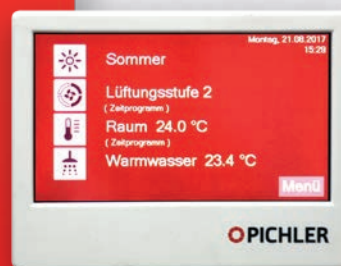 Montag, 21.08.2017
15:29
Sommer
Lüftungsstufe 2
( Zeitprogramm )
Raum 24.0 °C
( Zeitprogramm )
Warmwasser 23.4 °C
Menü
PICHLER